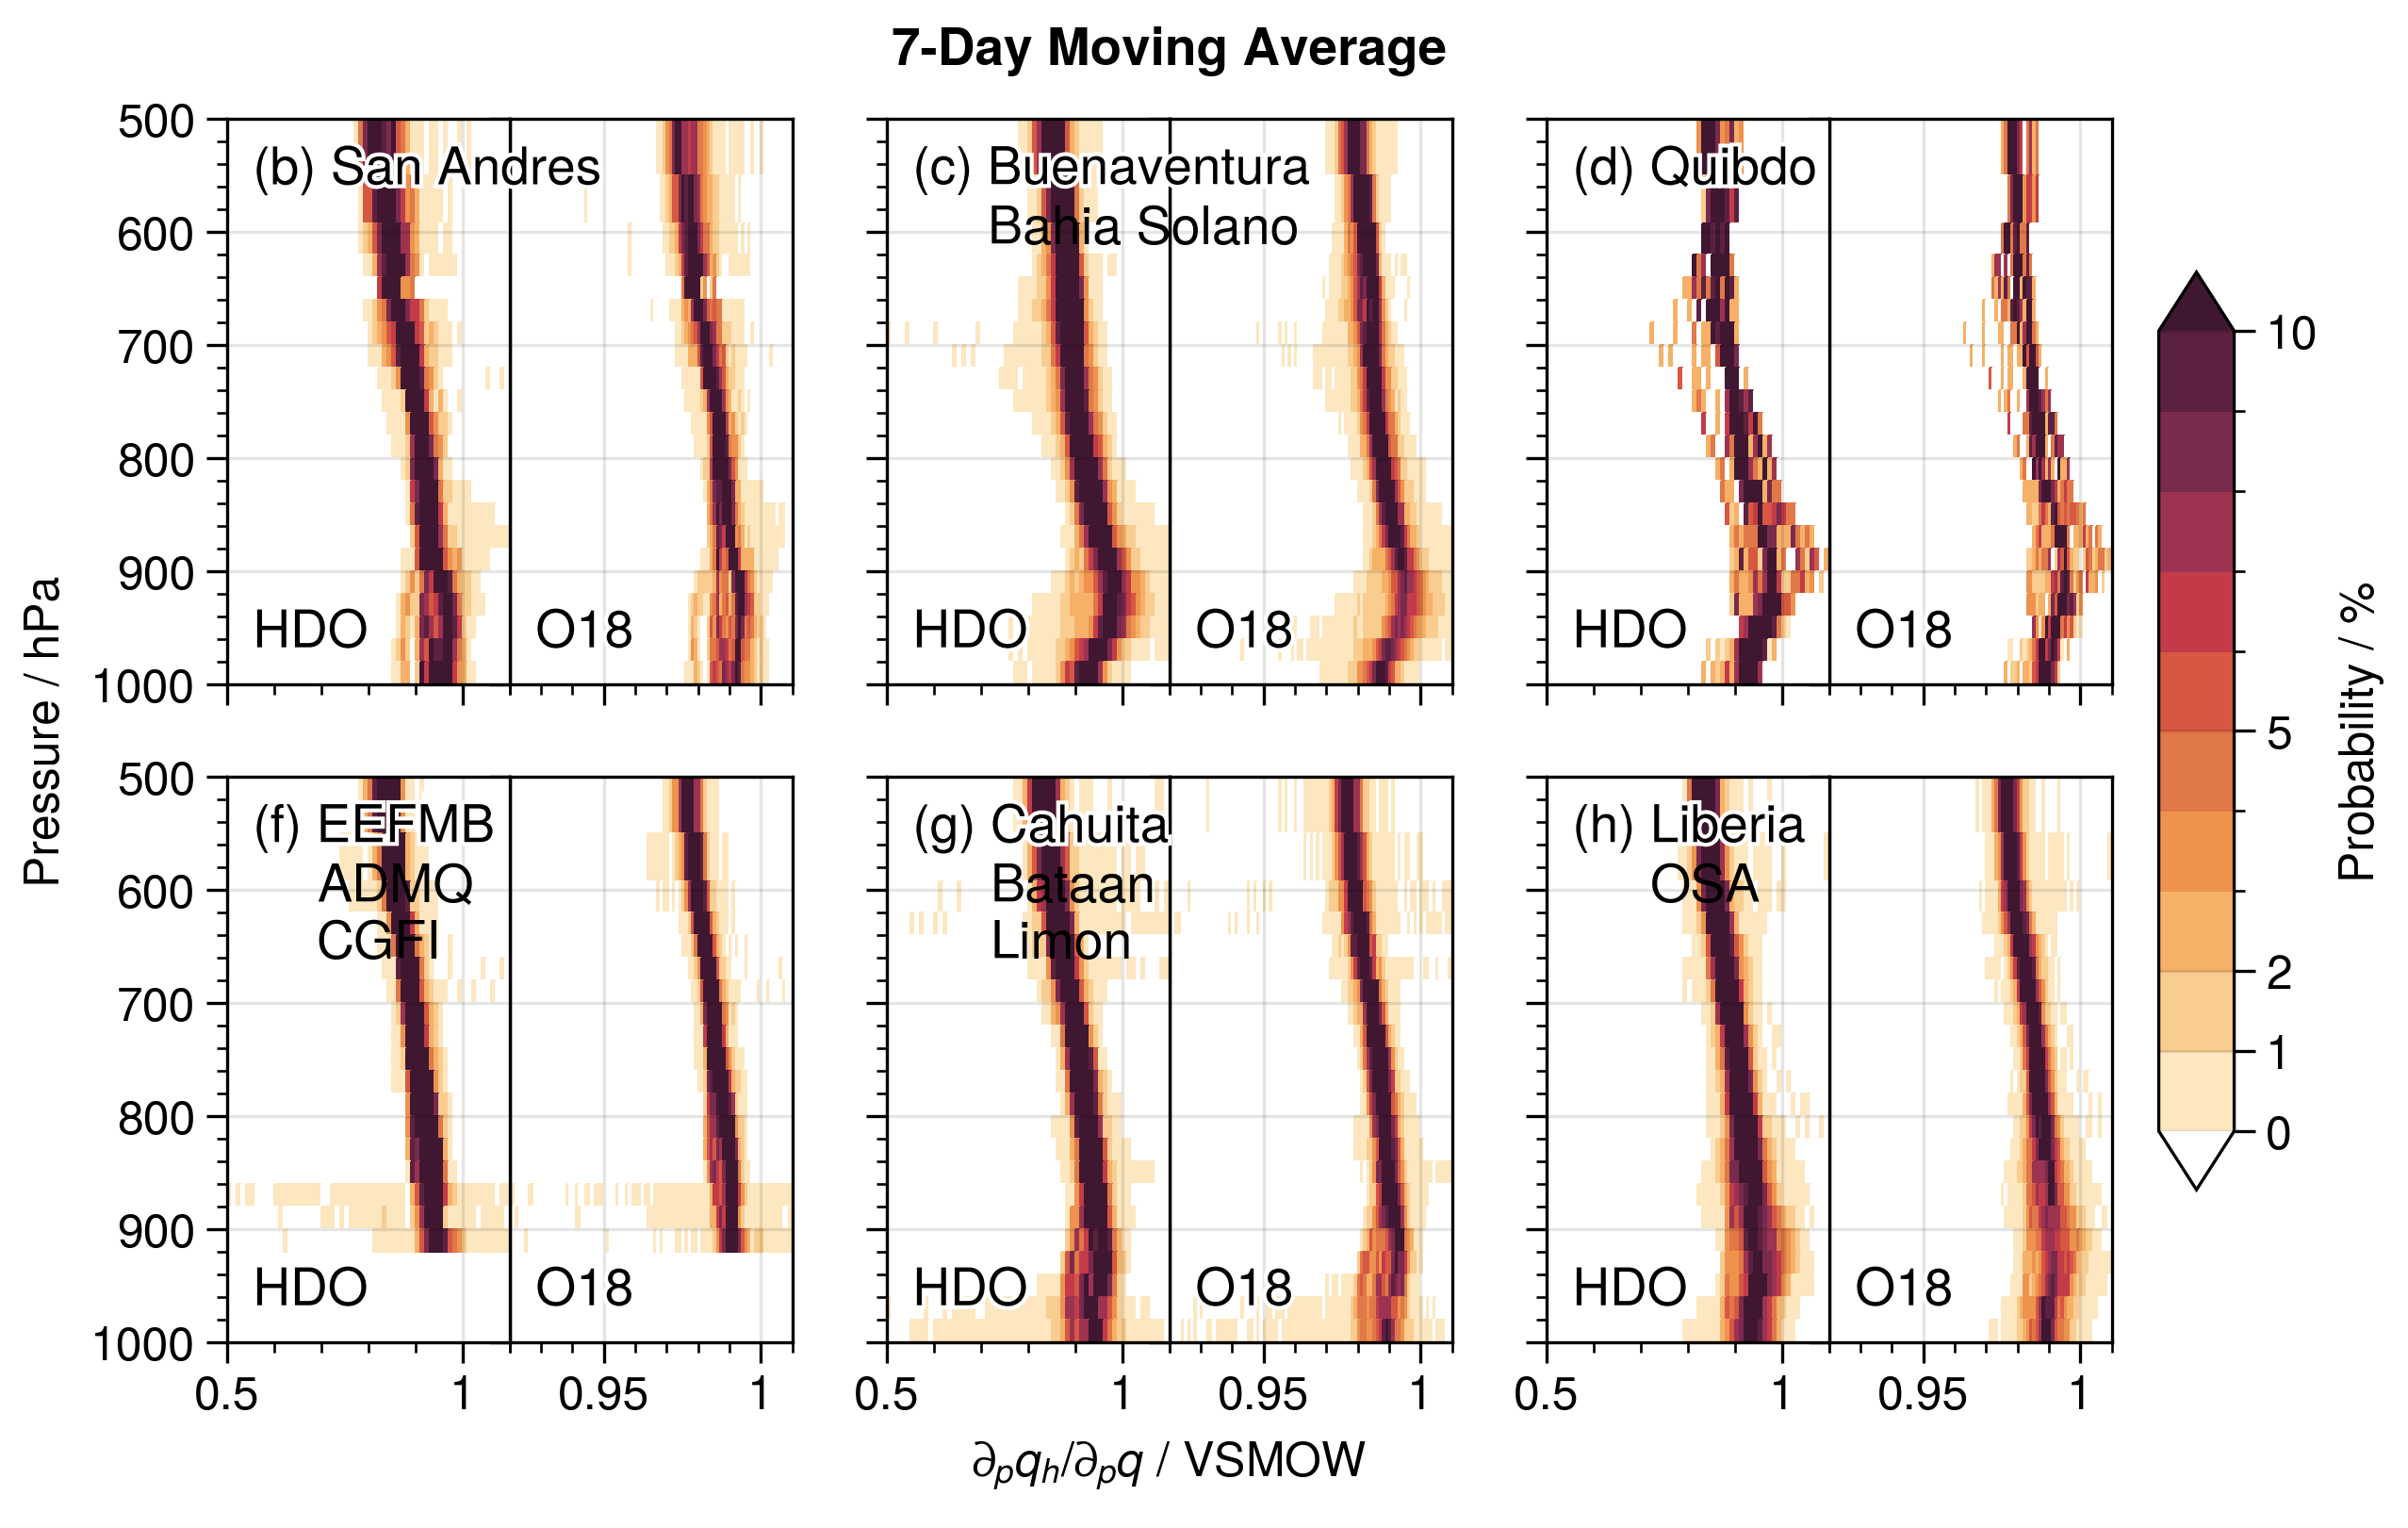 7-Day Moving Average
500
600
700
800
900
1000
Pressure / hPa
(b) San Andres
HDO
O18
(c) Buenaventura
Bahia Solano
HDO
O18
(d) Quibdo
HDO
O18
10
5
2
1
0
Probability / %
500
600
700
800
900
1000
(f) EEFMB
ADMQ
CGFI
HDO
O18
(g) Cahuita
Bataan
Limon
HDO
O18
(h) Liberia
OSA
HDO
O18
0.5 1 0.95 1
0.5 1 0.95 1
0.5 1 0.95 1
∂pqh/∂pq / VSMOW